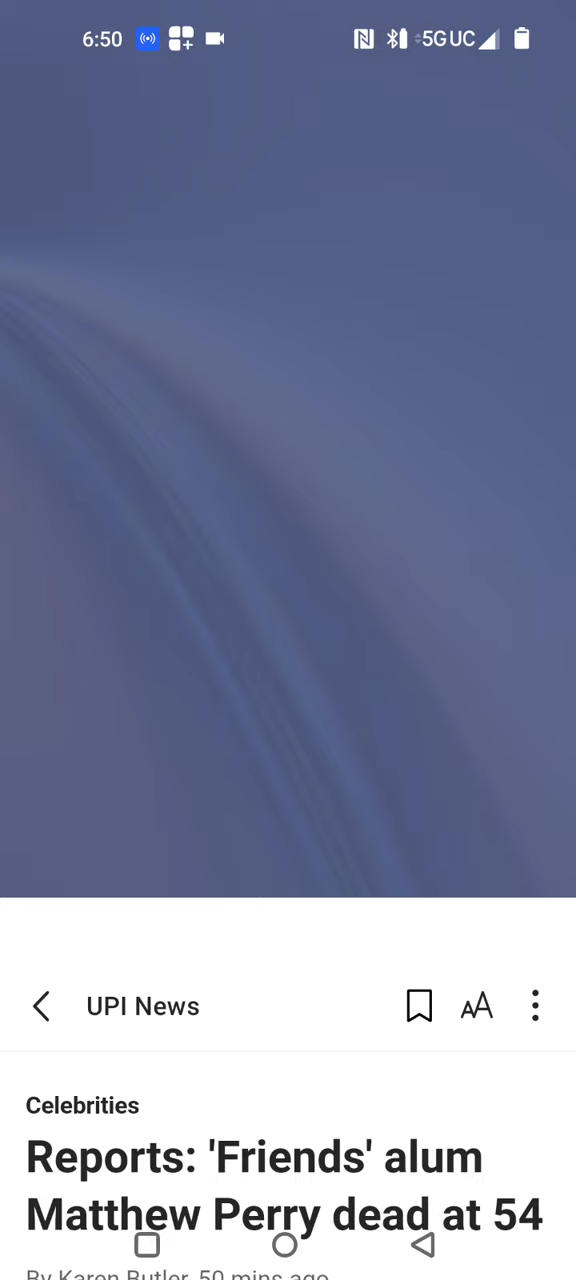 6:50 5G UC
UPI News AA
Celebrities
Reports: 'Friends' alum
Matthew Perry dead at 54
By Karen Butler, 50 mins ago